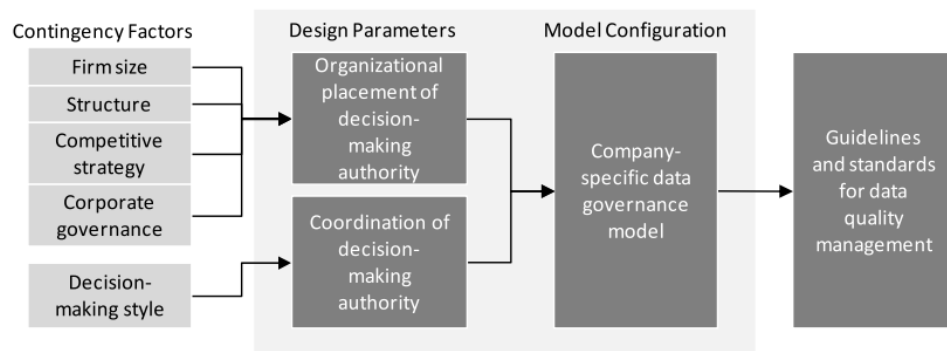 Contingency Factors
Firm size
Structure
Competitive
strategy
Corporate
governance
Decision-
making style
Design Parameters
Organizational
placement of
decision-
making
authority
Coordination of
decision-
making
authority
Model Configuration
Company-
specific data
governance
model
Guidelines
and standards
for data
quality
management